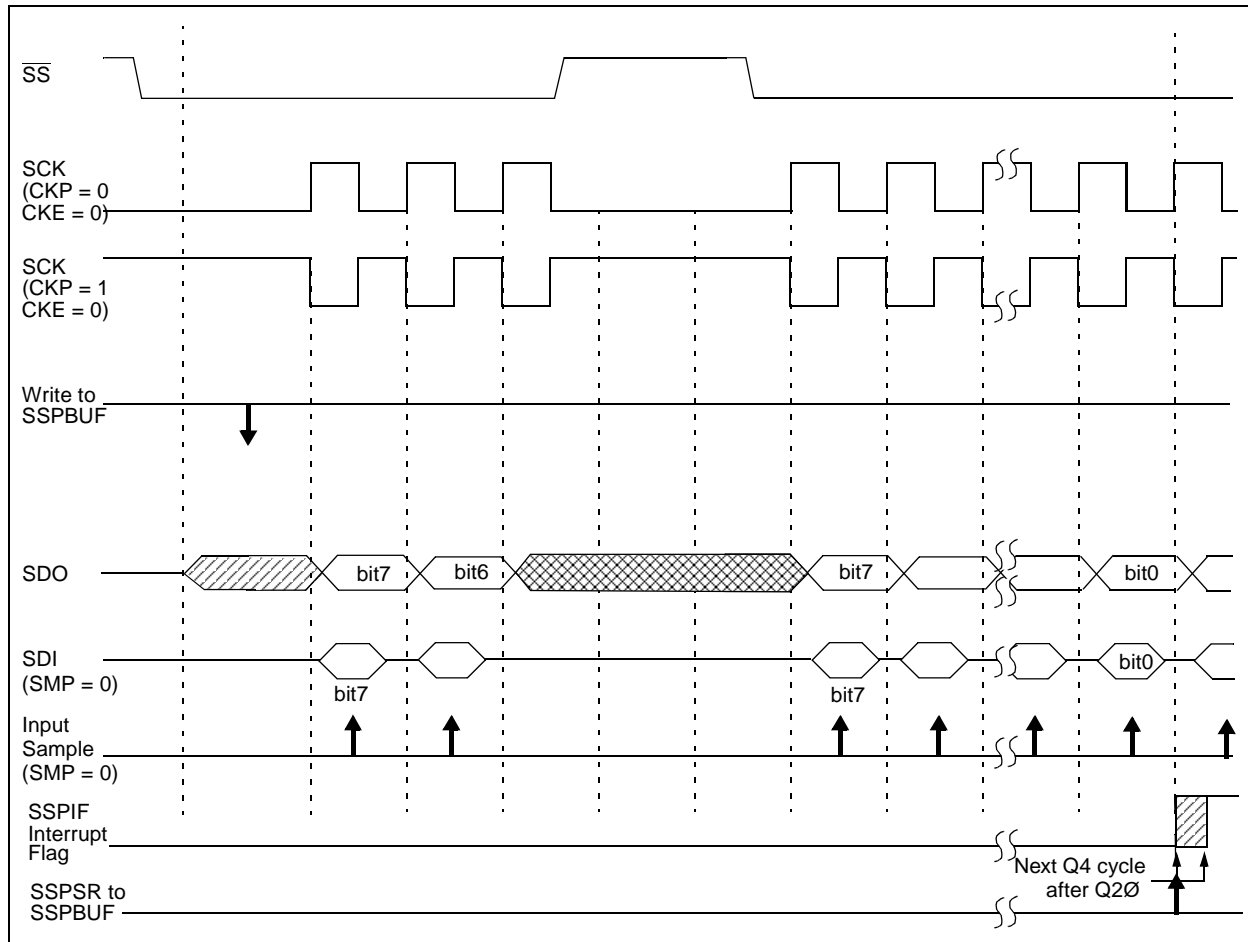 SS
SCK
(CKP = 0
CKE = 0)
SCK
(CKP = 1
CKE = 0)
Write to
SSPBUF
SDO
bit7
bit6
bit7
bit0
SDI
(SMP = 0)
bit7
bit7
bit0
Input
Sample
(SMP = 0)
SSPIF
Interrupt
Flag
Next Q4 cycle
after Q2Ø
SSPSR to
SSPBUF